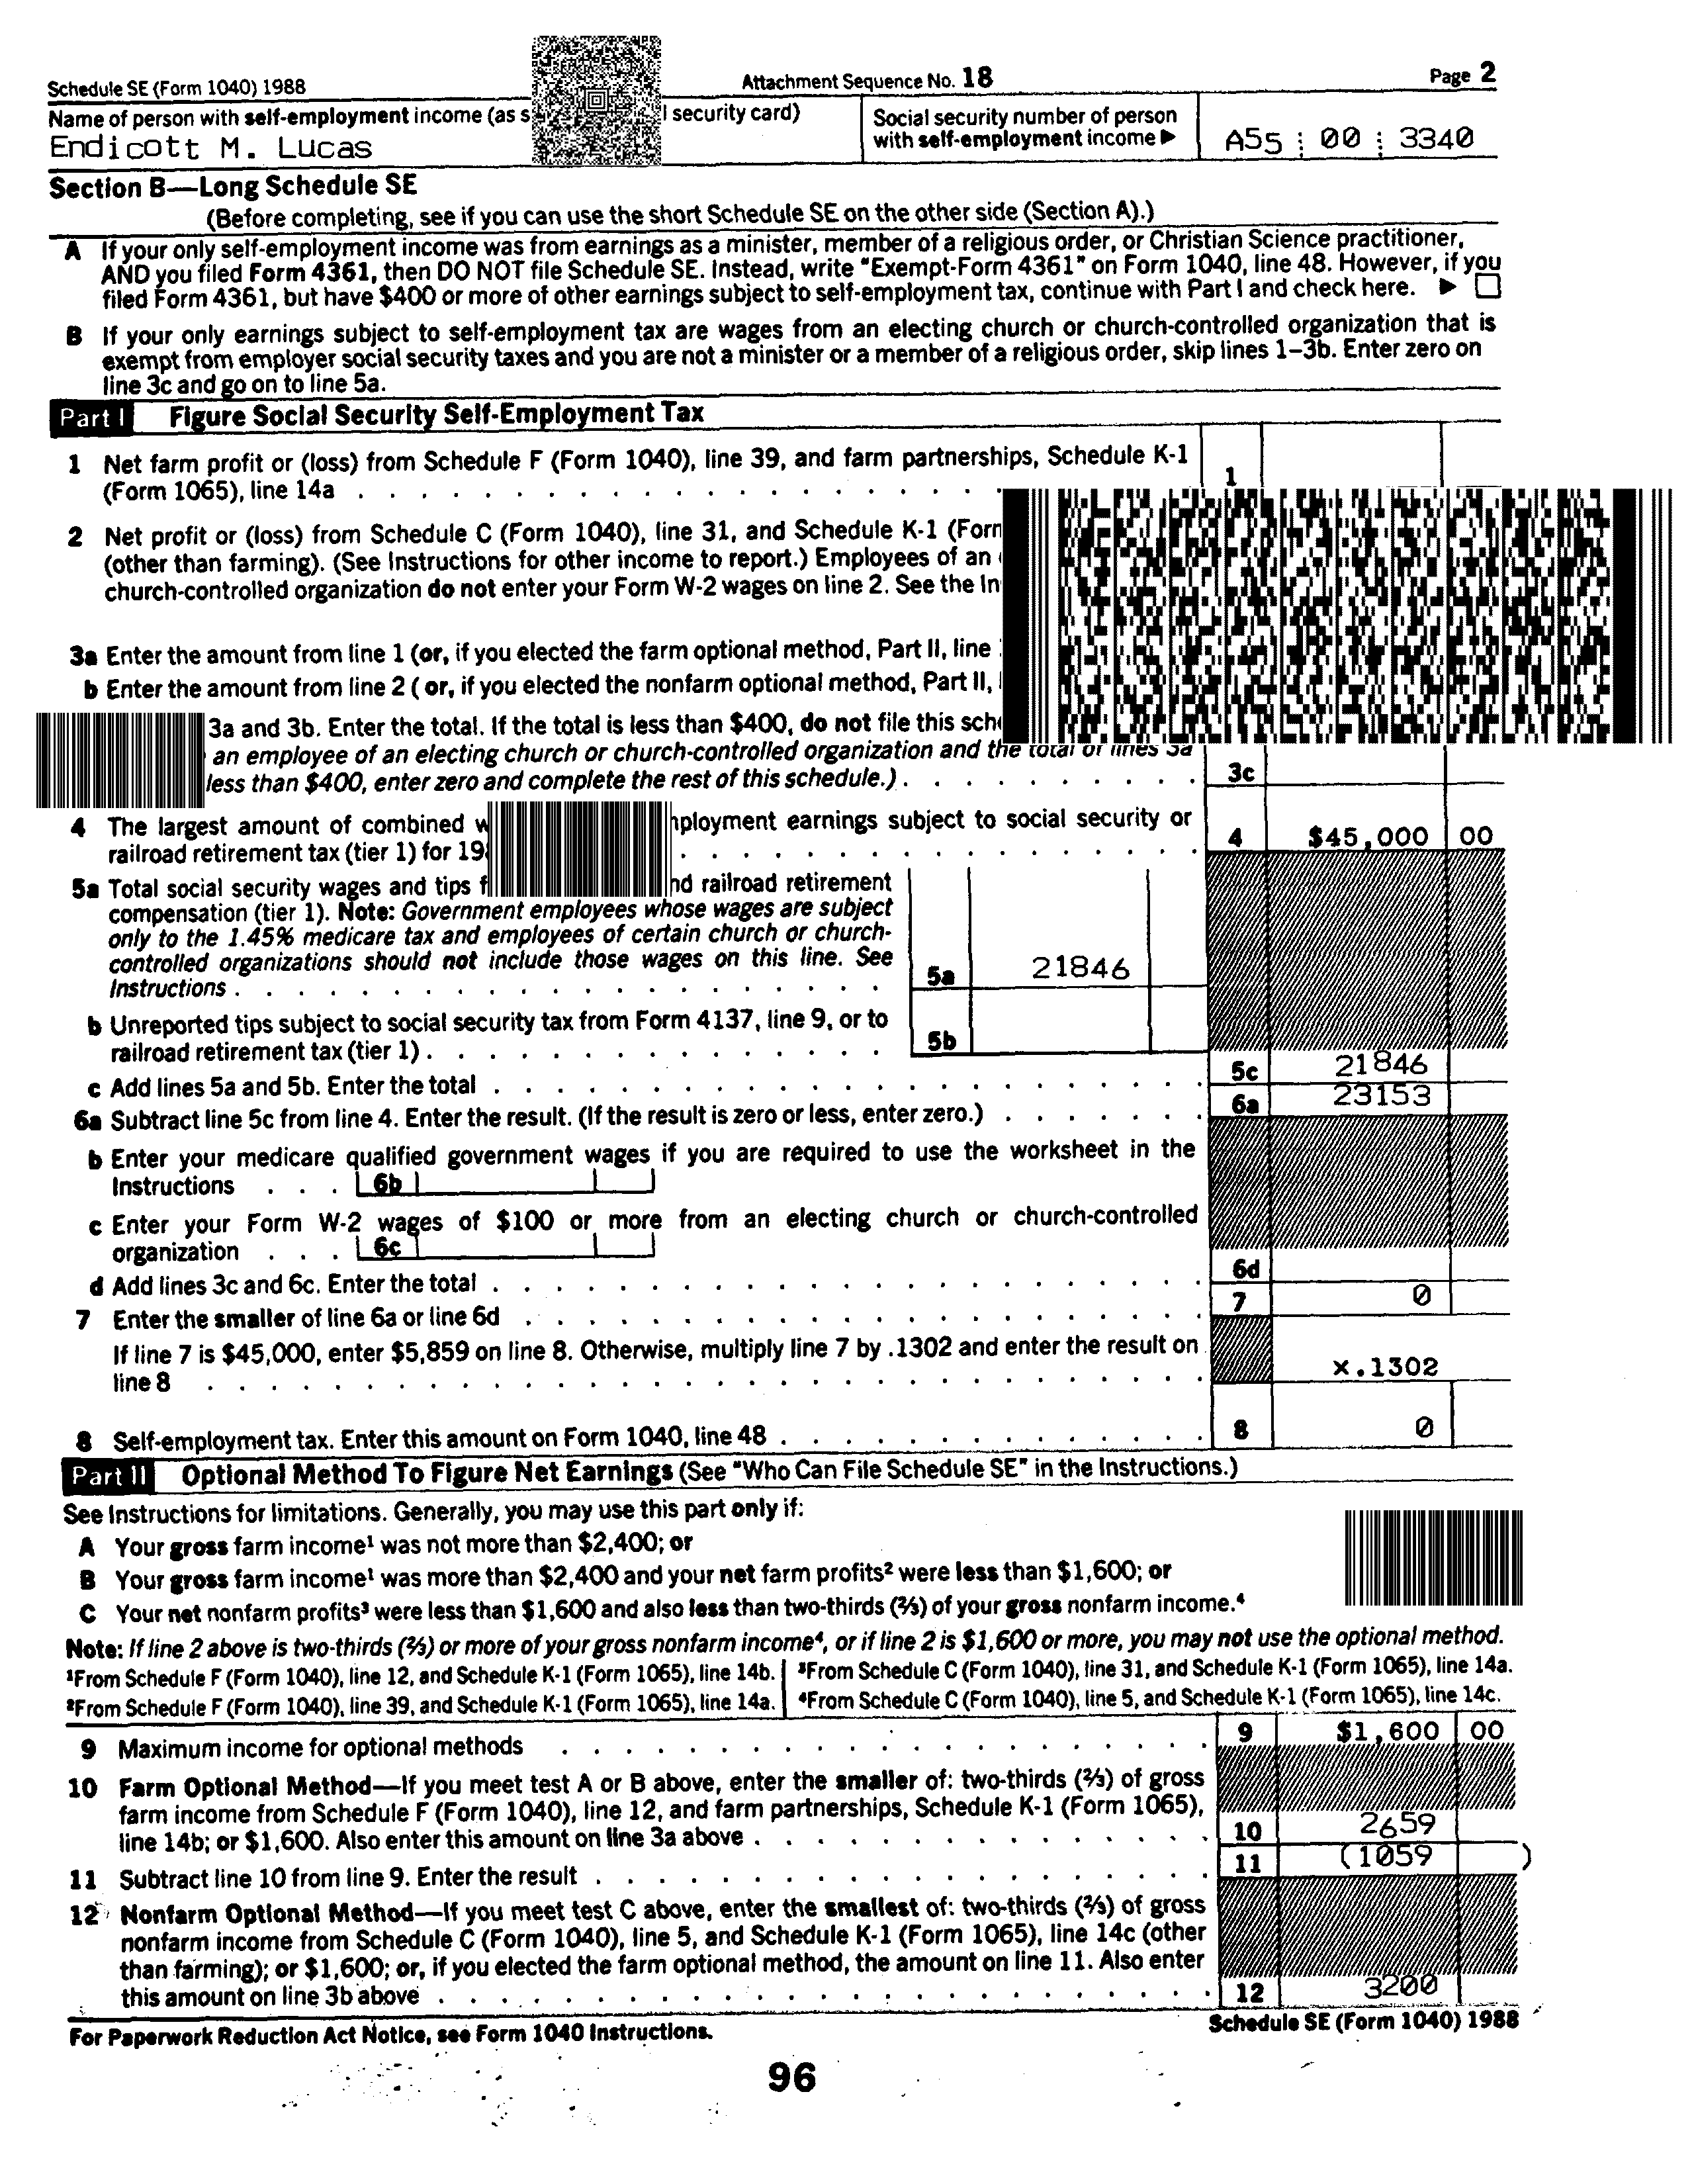 Schedule SE (Form 1040) 1988 Attachment Sequence No. 18 Page 2
Name of person with self-employment income (as security card) Social security number of person
Endicott M. Lucas with self-employment income ▶ A55 00 3340
Section B—Long Schedule SE
(Before completing, see if you can use the short Schedule SE on the other side (Section A).)
A If your only self-employment income was from earnings as a minister, member of a religious order, or Christian Science practitioner,
AND you filed Form 4361, then DO NOT file Schedule SE. Instead, write "Exempt-Form 4361" on Form 1040, line 48. However, if you
filed Form 4361, but have $400 or more of other earnings subject to self-employment tax, continue with Part I and check here. ▶
B If your only earnings subject to self-employment tax are wages from an electing church or church-controlled organization that is
exempt from employer social security taxes and you are not a minister or a member of a religious order, skip lines 1–3b. Enter zero on
line 3c and go on to line 5a.
Part I Figure Social Security Self-Employment Tax
1 Net farm profit or (loss) from Schedule F (Form 1040), line 39, and farm partnerships, Schedule K-1
(Form 1065), line 14a 1
2 Net profit or (loss) from Schedule C (Form 1040), line 31, and Schedule K-1
(other than farming). (See Instructions for other income to report.) Employees of an
church-controlled organization do not enter your Form W-2 wages on line 2. See the
3a Enter the amount from line 1 (or, if you elected the farm optional method, Part II, line
b Enter the amount from line 2 ( or, if you elected the nonfarm optional method, Part II,
3a and 3b. Enter the total. If the total is less than $400, do not file this
an employee of an electing church or church-controlled organization and the total of lines 3a
less than $400, enter zero and complete the rest of this schedule.) 3c
4 The largest amount of combined earnings subject to social security or
railroad retirement tax (tier 1) for 4 $45,000 00
5a Total social security wages and tips railroad retirement
compensation (tier 1). Note: Government employees whose wages are subject
only to the 1.45% medicare tax and employees of certain church or church-
controlled organizations should not include those wages on this line. See
Instructions 5a 21846
b Unreported tips subject to social security tax from Form 4137, line 9, or to
railroad retirement tax (tier 1) 5b
c Add lines 5a and 5b. Enter the total 5c 21846
6a Subtract line 5c from line 4. Enter the result. (If the result is zero or less, enter zero.) 6a 23153
b Enter your medicare qualified government wages if you are required to use the worksheet in the
Instructions 6b
c Enter your Form W-2 wages of $100 or more from an electing church or church-controlled
organization 6c
d Add lines 3c and 6c. Enter the total 6d
7 Enter the smaller of line 6a or line 6d 7 0
If line 7 is $45,000, enter $5,859 on line 8. Otherwise, multiply line 7 by .1302 and enter the result on
line 8 x.1302
8 Self-employment tax. Enter this amount on Form 1040, line 48 8 0
Part II Optional Method To Figure Net Earnings (See "Who Can File Schedule SE" in the Instructions.)
See Instructions for limitations. Generally, you may use this part only if:
A Your gross farm income¹ was not more than $2,400; or
B Your gross farm income¹ was more than $2,400 and your net farm profits² were less than $1,600; or
C Your net nonfarm profits³ were less than $1,600 and also less than two-thirds (⅔) of your gross nonfarm income.⁴
Note: If line 2 above is two-thirds (⅔) or more of your gross nonfarm income⁴, or if line 2 is $1,600 or more, you may not use the optional method.
¹From Schedule F (Form 1040), line 12, and Schedule K-1 (Form 1065), line 14b. ³From Schedule C (Form 1040), line 31, and Schedule K-1 (Form 1065), line 14a.
²From Schedule F (Form 1040), line 39, and Schedule K-1 (Form 1065), line 14a. ⁴From Schedule C (Form 1040), line 5, and Schedule K-1 (Form 1065), line 14c.
9 Maximum income for optional methods 9 $1,600 00
10 Farm Optional Method—If you meet test A or B above, enter the smaller of: two-thirds (⅔) of gross
farm income from Schedule F (Form 1040), line 12, and farm partnerships, Schedule K-1 (Form 1065),
line 14b; or $1,600. Also enter this amount on line 3a above 10 2659
11 Subtract line 10 from line 9. Enter the result 11 (1059 )
12 Nonfarm Optional Method—If you meet test C above, enter the smallest of: two-thirds (⅔) of gross
nonfarm income from Schedule C (Form 1040), line 5, and Schedule K-1 (Form 1065), line 14c (other
than farming); or $1,600; or, if you elected the farm optional method, the amount on line 11. Also enter
this amount on line 3b above 12 3200
For Paperwork Reduction Act Notice, see Form 1040 Instructions. Schedule SE (Form 1040) 1988
96